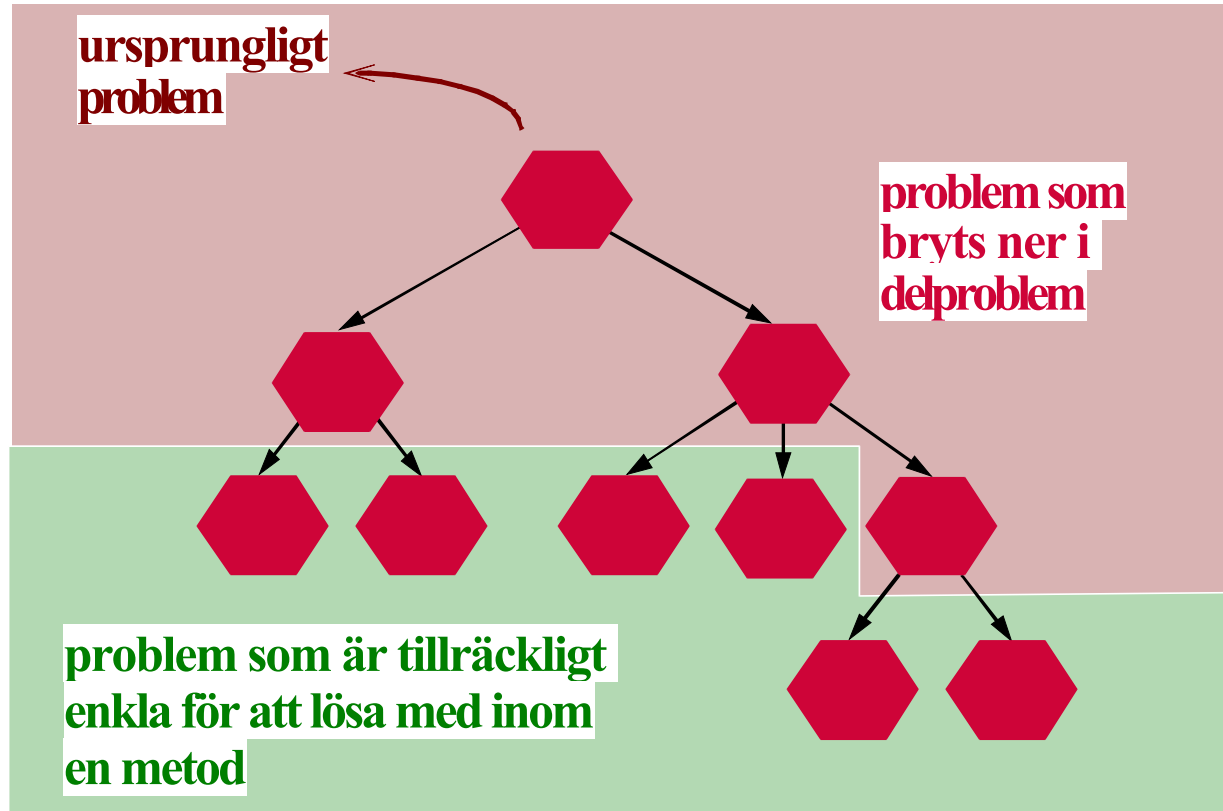 ursprungligt
problem
problem som
bryts ner i
delproblem
problem som är tillräckligt
enkla för att lösa med inom
en metod